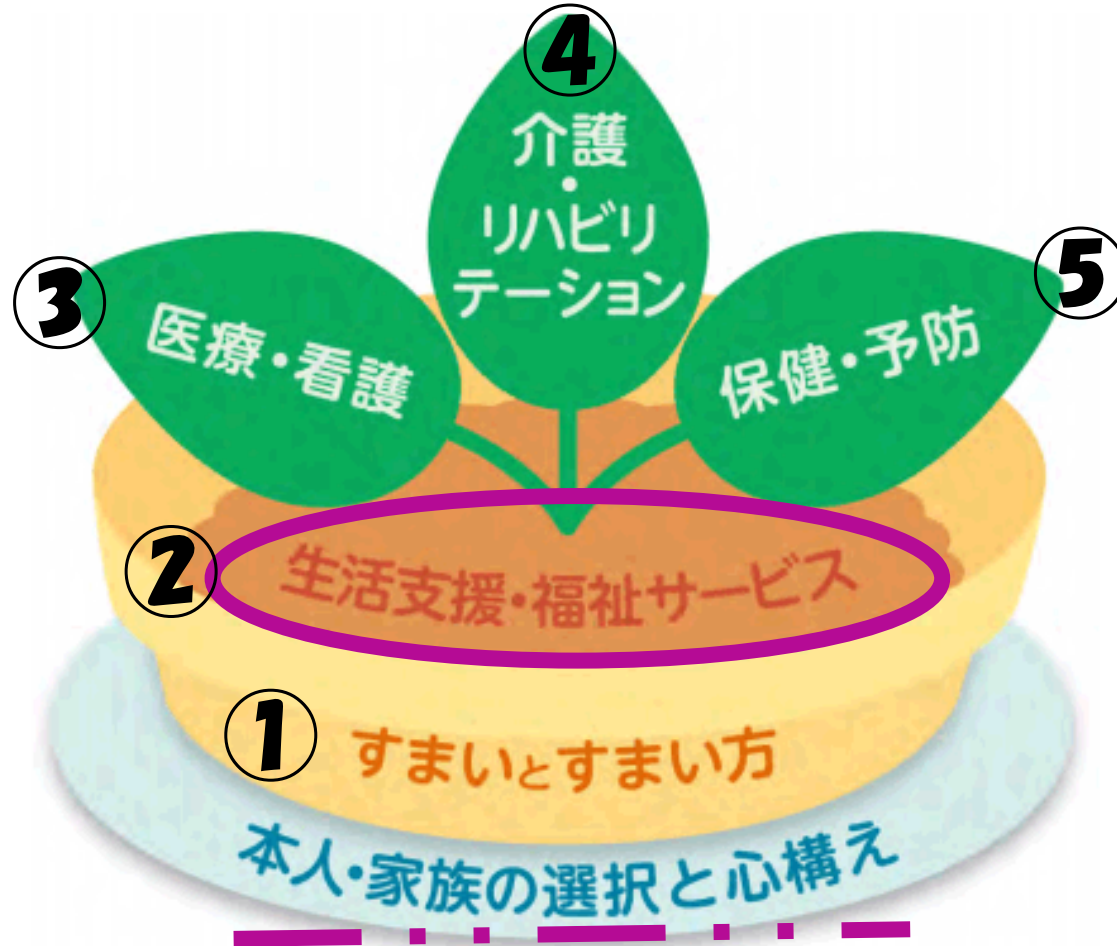 ④
介護
・
リハビリ
テーション
③
医療・看護
⑤
保健・予防
②
生活支援・福祉サービス
①
すまいとすまい方
本人・家族の選択と心構え